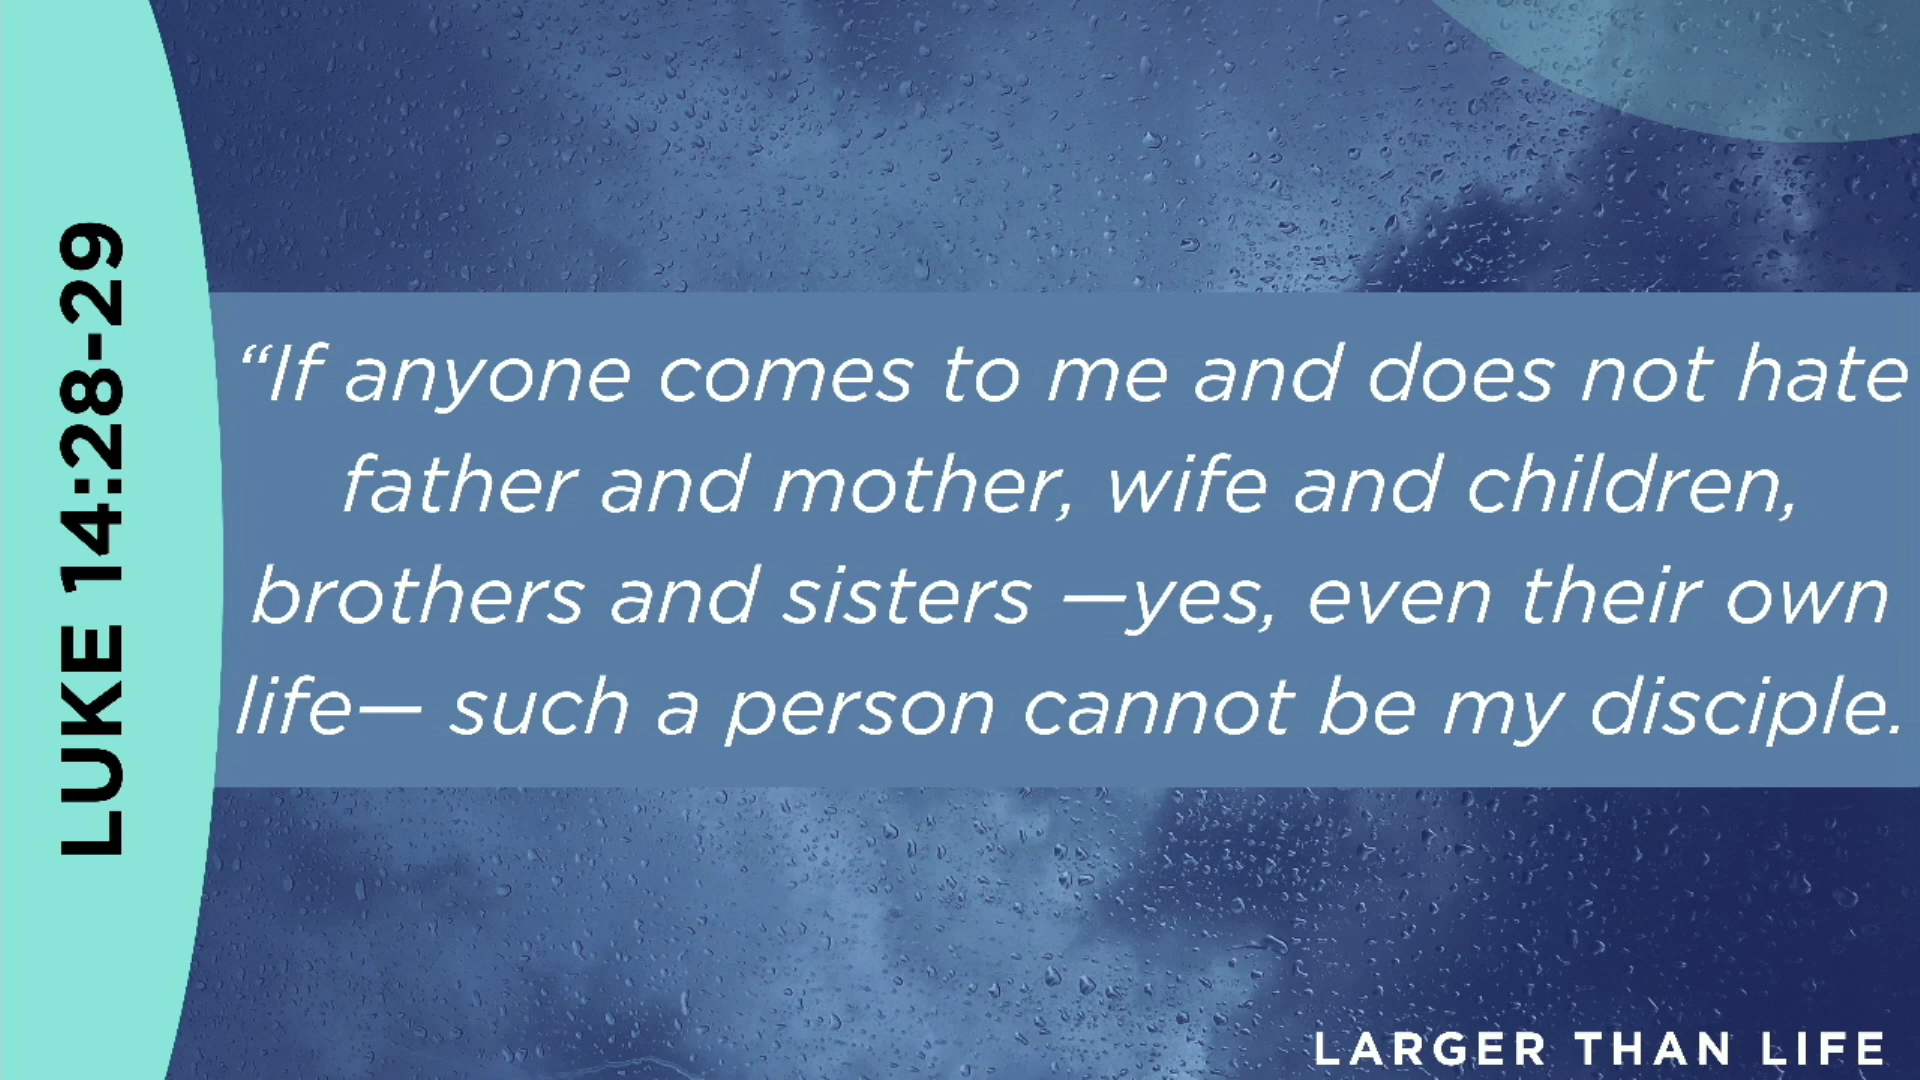 LUKE 14:28-29
“If anyone comes to me and does not hate
father and mother, wife and children,
brothers and sisters —yes, even their own
life— such a person cannot be my disciple.
LARGER THAN LIFE